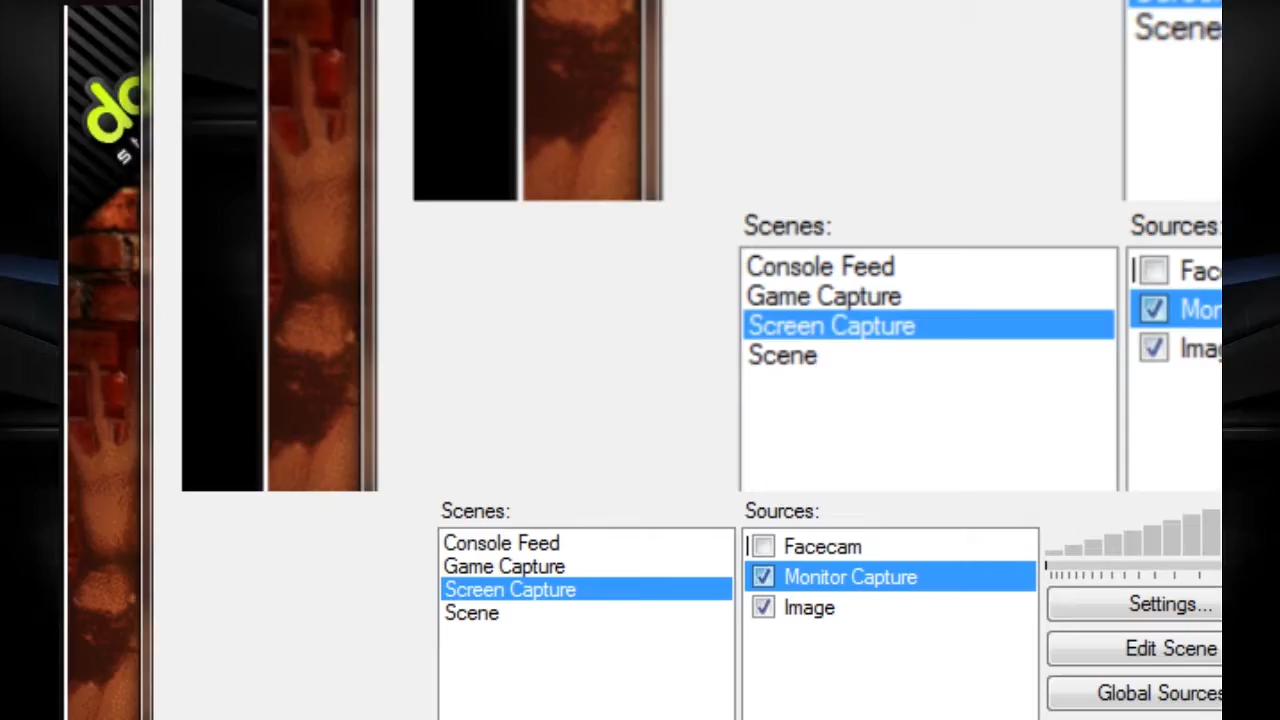 Scene
Scenes:
Sources:
Console Feed
Game Capture
Screen Capture
Scene
Scenes:
Sources:
Console Feed
Game Capture
Screen Capture
Scene
Facecam
Monitor Capture
Image
Settings...
Edit Scene
Global Sources